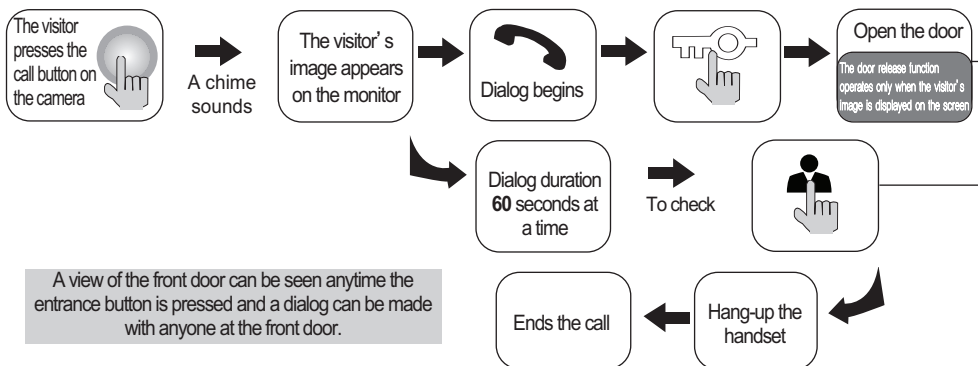 The visitor
presses the
call button on
the camera
A chime
sounds
The visitor's
image appears
on the monitor
Dialog begins
Open the door
The door release function
operates only when the visitor's
image is displayed on the screen
Dialog duration
60 seconds at
a time
To check
A view of the front door can be seen anytime the
entrance button is pressed and a dialog can be made
with anyone at the front door.
Ends the call
Hang-up the
handset